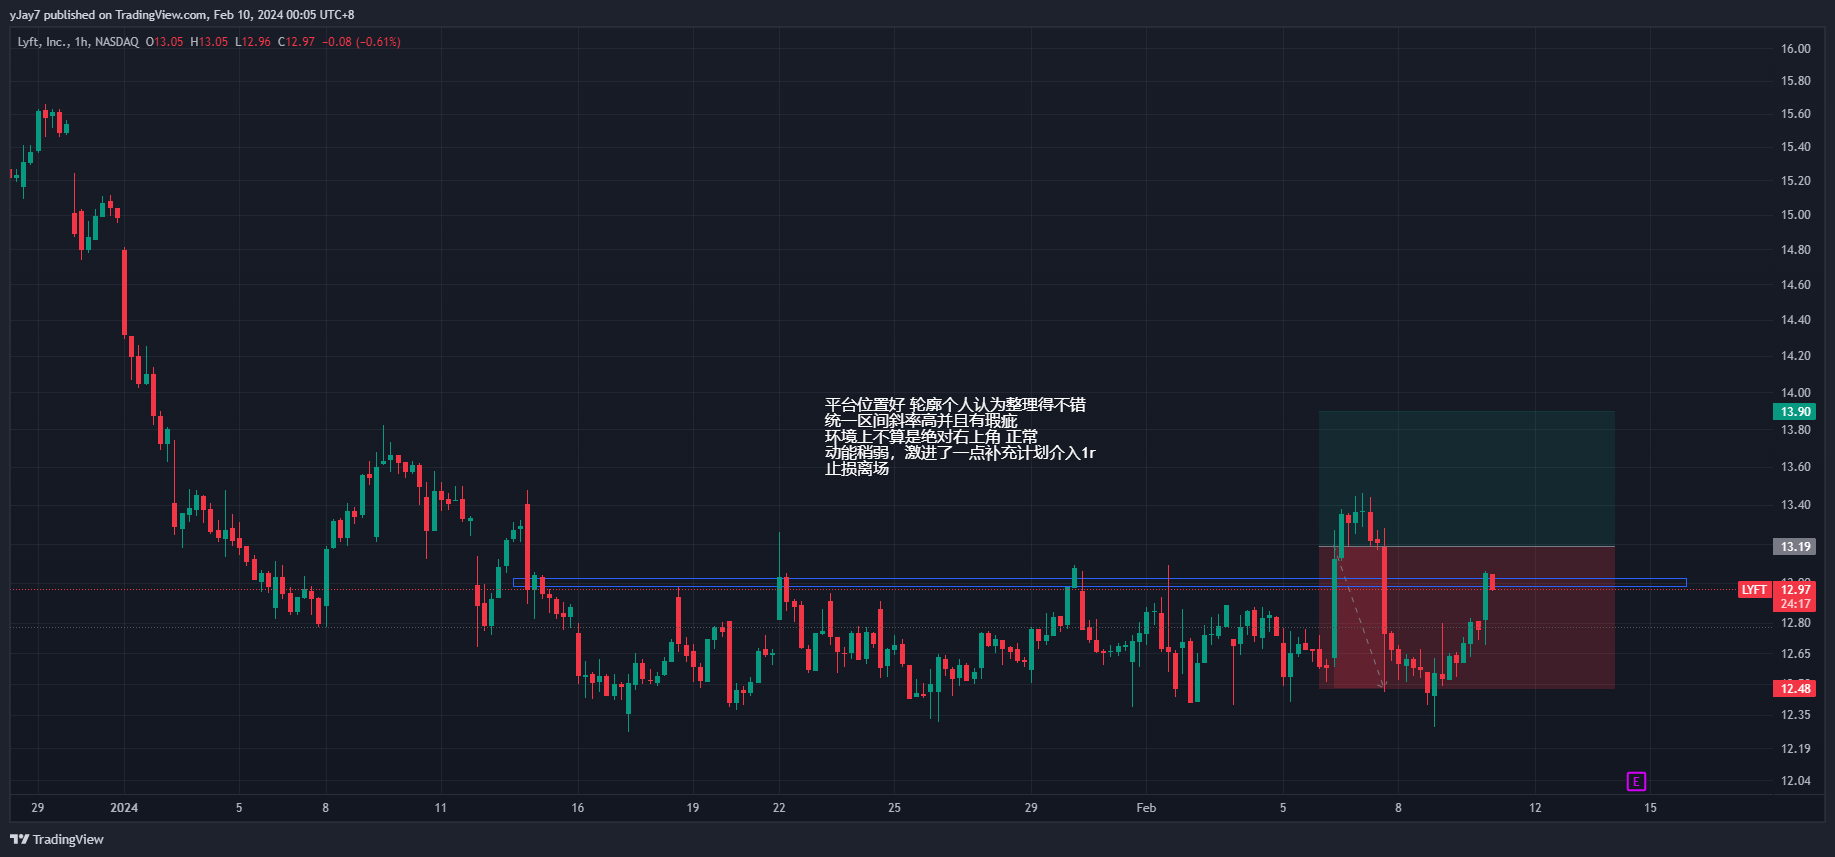 yJay7 published on TradingView.com, Feb 10, 2024 00:05 UTC+8
Lyft, Inc., 1h, NASDAQ O13.05 H13.05 L12.96 C12.97 −0.08 (−0.61%)
16.00
15.80
15.60
15.40
15.20
15.00
14.80
14.60
14.40
14.20
14.00
13.90
13.80
13.60
13.40
13.19
LYFT 12.97
24:17
12.80
12.65
12.48
12.35
12.19
12.04
平台位置好 轮廓个人认为整理得不错
统一区间斜率高并且有瑕疵
环境上不算是绝对右上角 正常
动能稍弱，激进了一点补充计划介入1r
止损离场
E
29 2024 5 8 11 16 19 22 25 29 Feb 5 8 12 15
TradingView